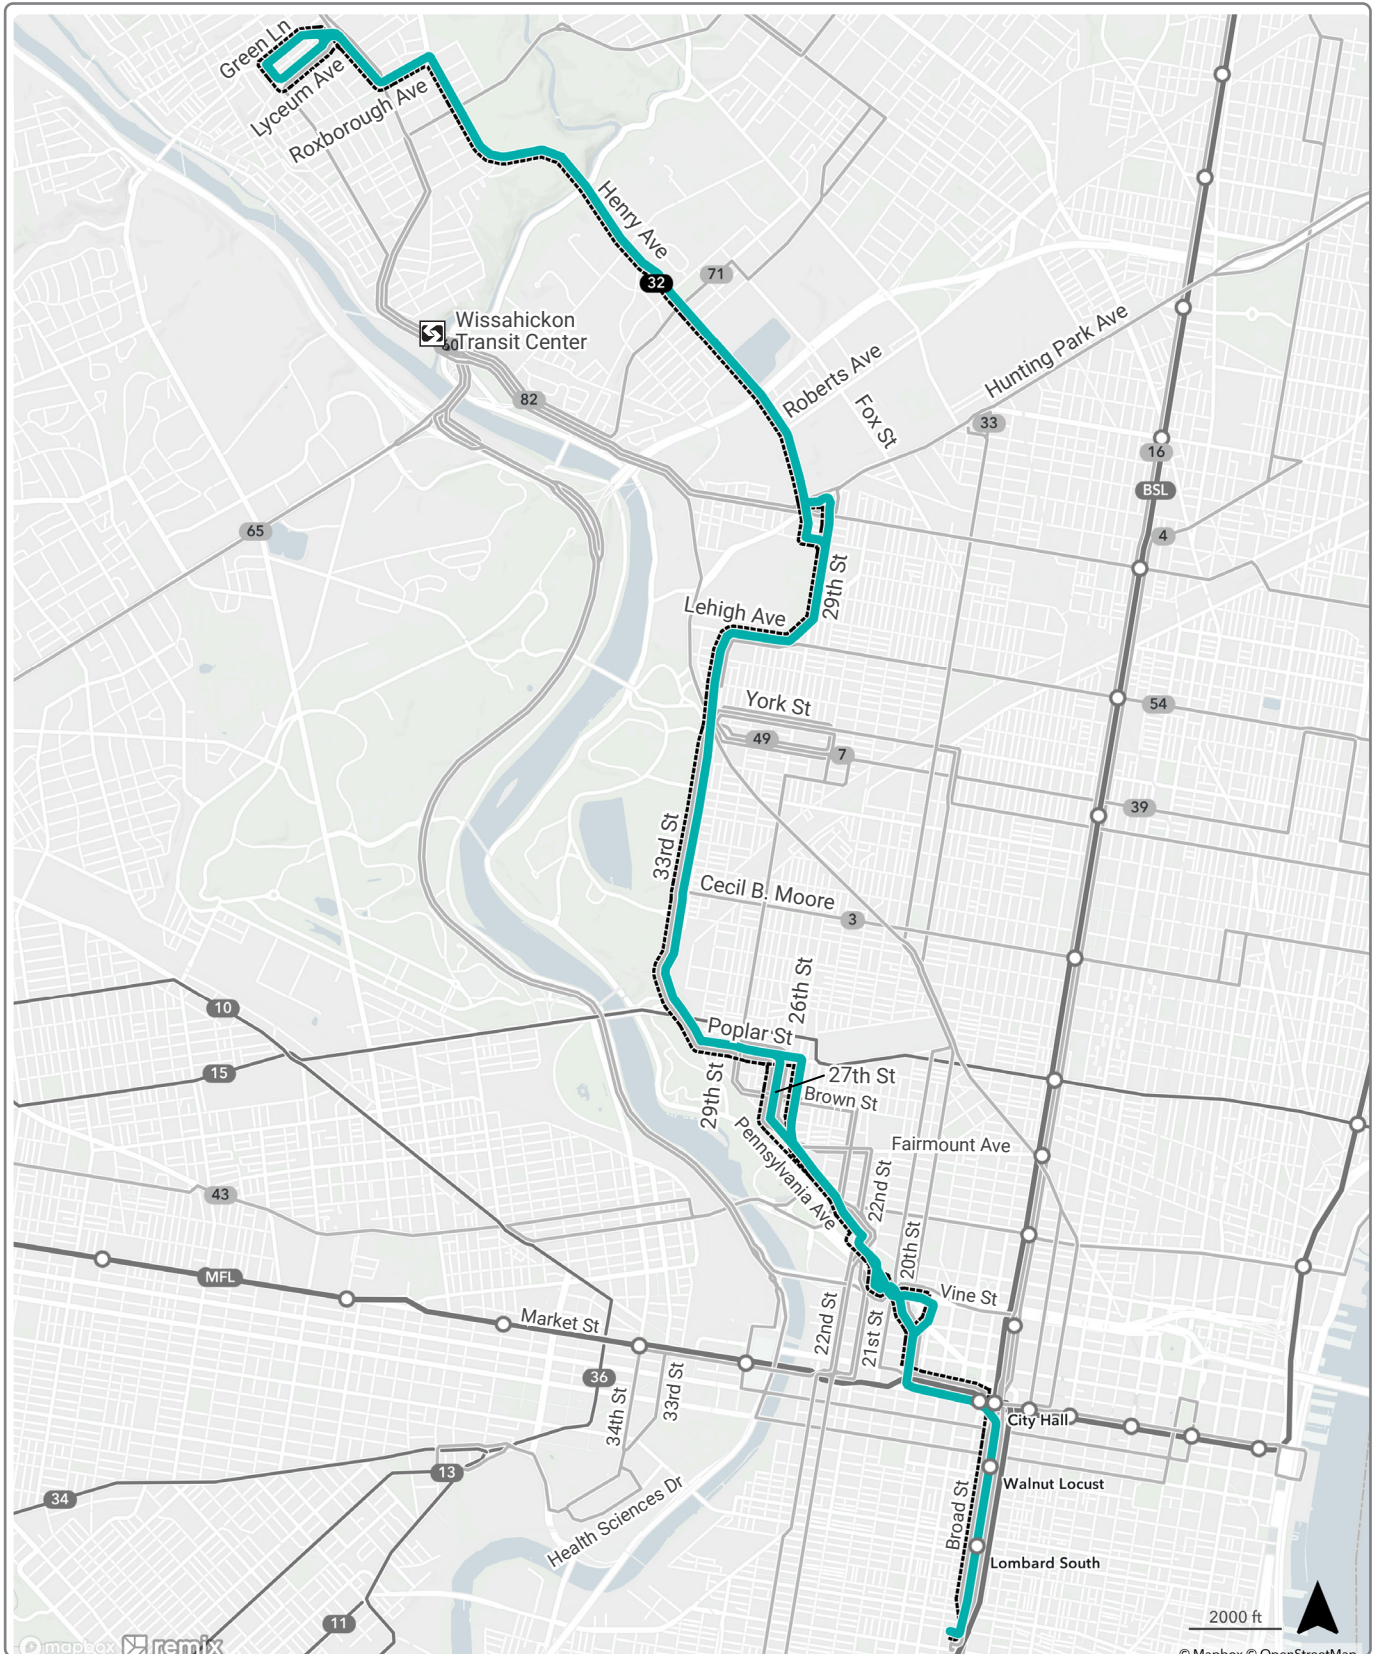 Green Ln
Lyceum Ave
Roxborough Ave
Henry Ave
32
71
Wissahickon
Transit Center
82
Roberts Ave
Fox St
Hunting Park Ave
33
16
BSL
4
65
29th St
Lehigh Ave
York St
54
49
7
39
33rd St
Cecil B. Moore
3
26th St
10
Poplar St
15
27th St
29th St
Brown St
Pennsylvania Ave
Fairmount Ave
22nd St
43
20th St
MFL
Vine St
Market St
22nd St
21st St
36
33rd St
34th St
City Hall
13
Walnut Locust
34
Broad St
Health Sciences Dr
Lombard South
11
2000 ft
mapbox remix
© Mapbox © OpenStreetMap